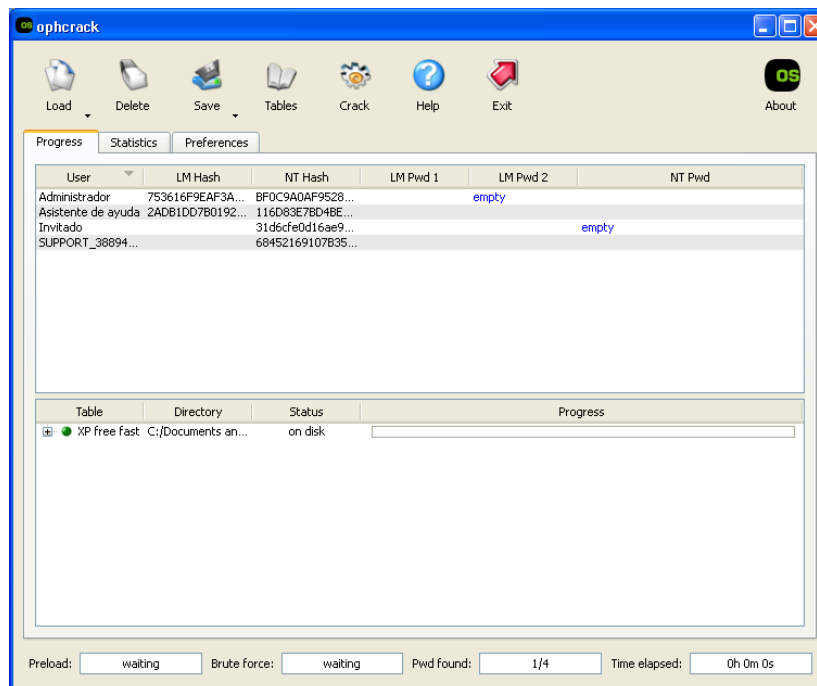 ophcrack
Load Delete Save Tables Crack Help Exit OS About
Progress Statistics Preferences
User LM Hash NT Hash LM Pwd 1 LM Pwd 2 NT Pwd
Administrador 753616F9EAF3A... BF0C9A0AF9528... empty
Asistente de ayuda 2ADB1DD7B0192... 116D83E7BD4BE...
Invitado 31d6cfe0d16ae9... empty
SUPPORT_38894... 68452169107B35...
Table Directory Status Progress
XP free fast C:/Documents an... on disk
Preload: waiting Brute force: waiting Pwd found: 1/4 Time elapsed: 0h 0m 0s